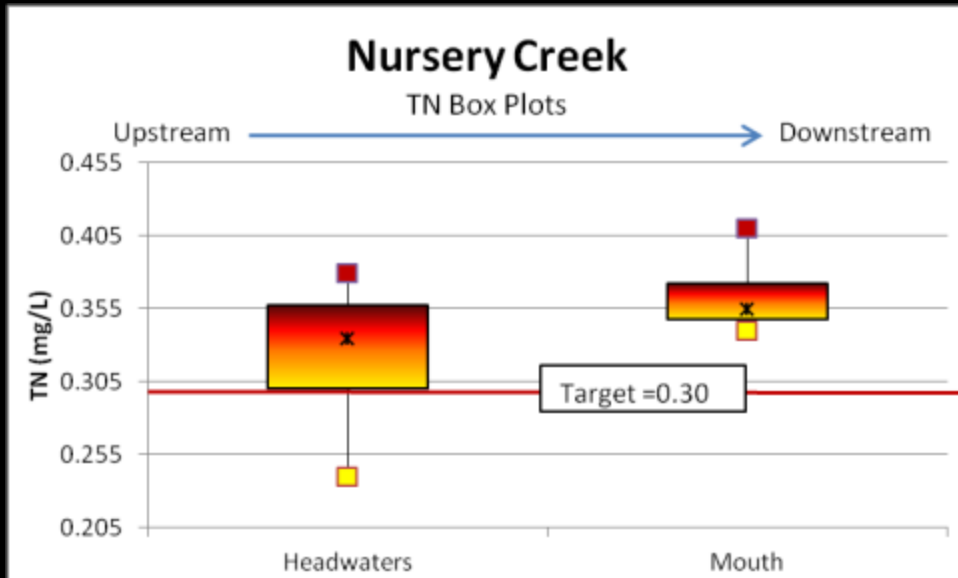 Nursery Creek
TN Box Plots
Upstream
Downstream
TN (mg/L)
0.455
0.405
0.355
0.305
0.255
0.205
Target =0.30
Headwaters
Mouth